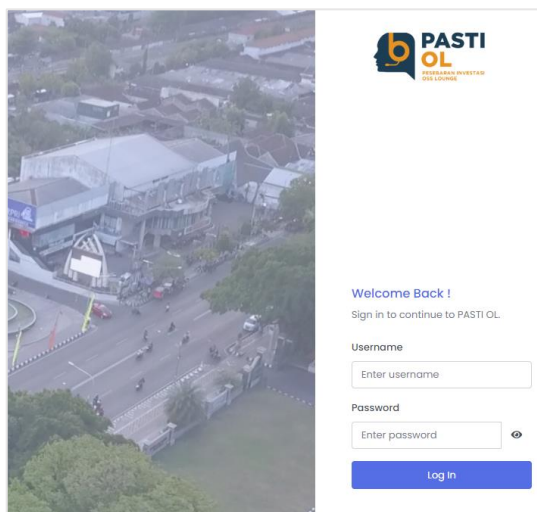 PASTI
OL
PESEBARAN INVESTASI
OSS LOUNGE
Welcome Back !
Sign in to continue to PASTI OL.
Username
Enter username
Password
Enter password
Log In